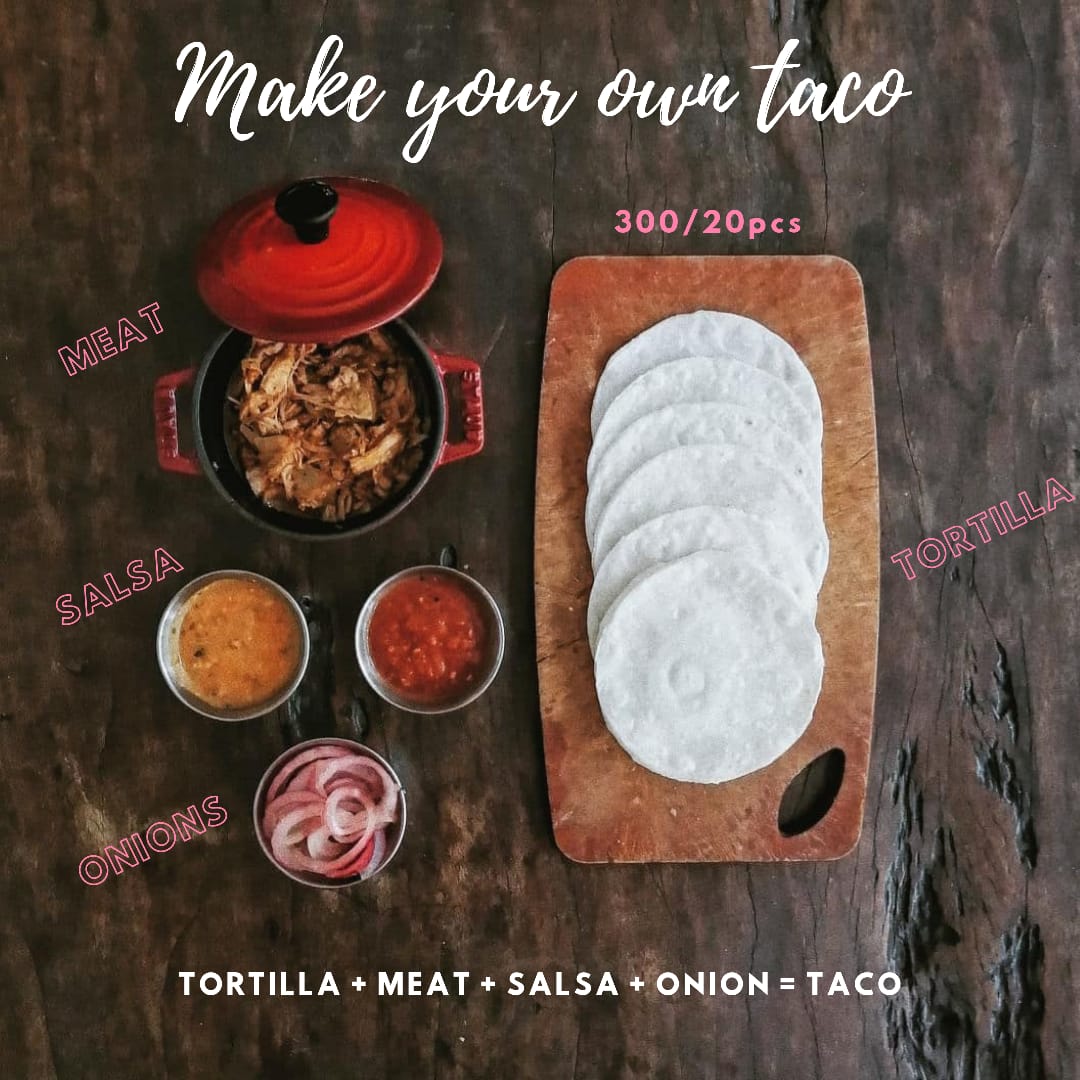 Make your own taco
300/20pcs
MEAT
TORTILLA
SALSA
ONIONS
TORTILLA + MEAT + SALSA + ONION = TACO